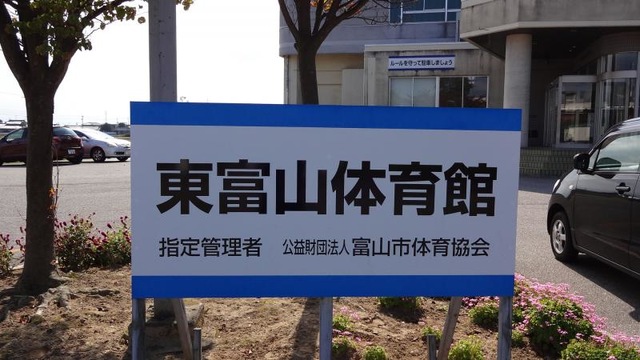 ルールを守って駐車しましょう
東富山体育館
指定管理者 公益財団法人 富山市体育協会